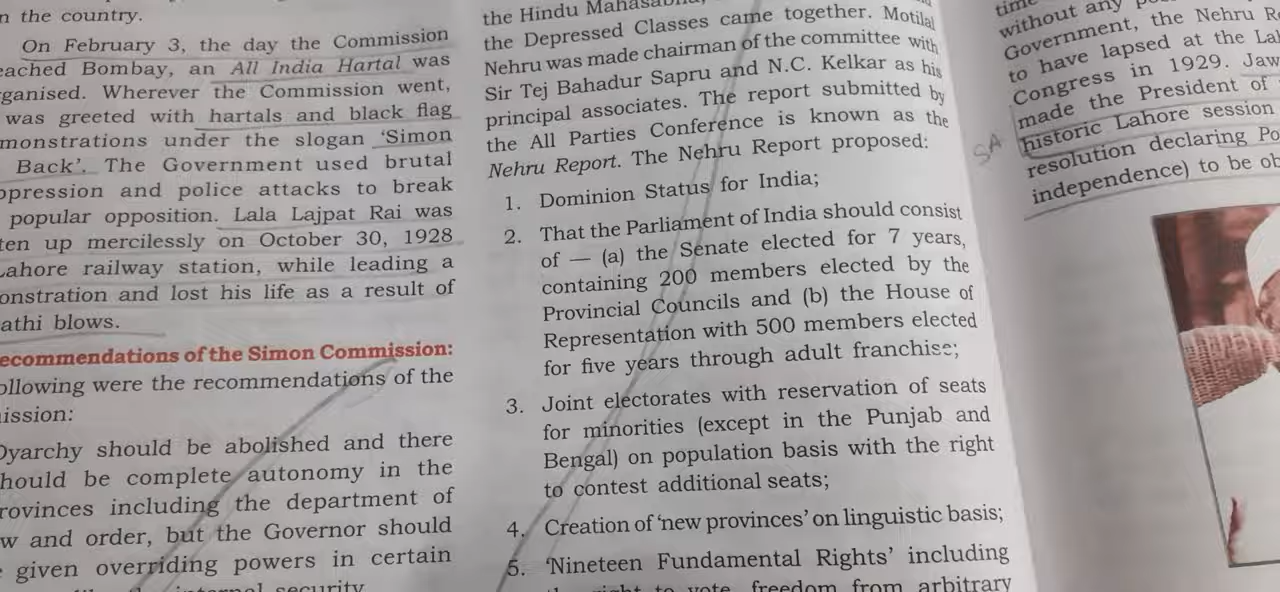 n the country.
On February 3, the day the Commission
eached Bombay, an All India Hartal was
rganised. Wherever the Commission went,
was greeted with hartals and black flag
monstrations under the slogan ‘Simon
Back’. The Government used brutal
ppression and police attacks to break
popular opposition. Lala Lajpat Rai was
ten up mercilessly on October 30, 1928
Lahore railway station, while leading a
onstration and lost his life as a result of
athi blows.
ecommendations of the Simon Commission:
ollowing were the recommendations of the
ission:
Dyarchy should be abolished and there
hould be complete autonomy in the
rovinces including the department of
w and order, but the Governor should
given overriding powers in certain
security
the Hindu Mahasabha,
the Depressed Classes came together. Motilal
Nehru was made chairman of the committee with
Sir Tej Bahadur Sapru and N.C. Kelkar as his
principal associates. The report submitted by
the All Parties Conference is known as the
Nehru Report. The Nehru Report proposed:
1. Dominion Status for India;
2. That the Parliament of India should consist
of — (a) the Senate elected for 7 years,
containing 200 members elected by the
Provincial Councils and (b) the House of
Representation with 500 members elected
for five years through adult franchise;
3. Joint electorates with reservation of seats
for minorities (except in the Punjab and
Bengal) on population basis with the right
to contest additional seats;
4. Creation of ‘new provinces’ on linguistic basis;
5. ‘Nineteen Fundamental Rights’ including
right to vote, freedom from arbitrary
time
without any
Government, the Nehru R
to have lapsed at the Lah
Congress in 1929. Jaw
made the President of
SA
historic Lahore session
resolution declaring Po
independence) to be ob